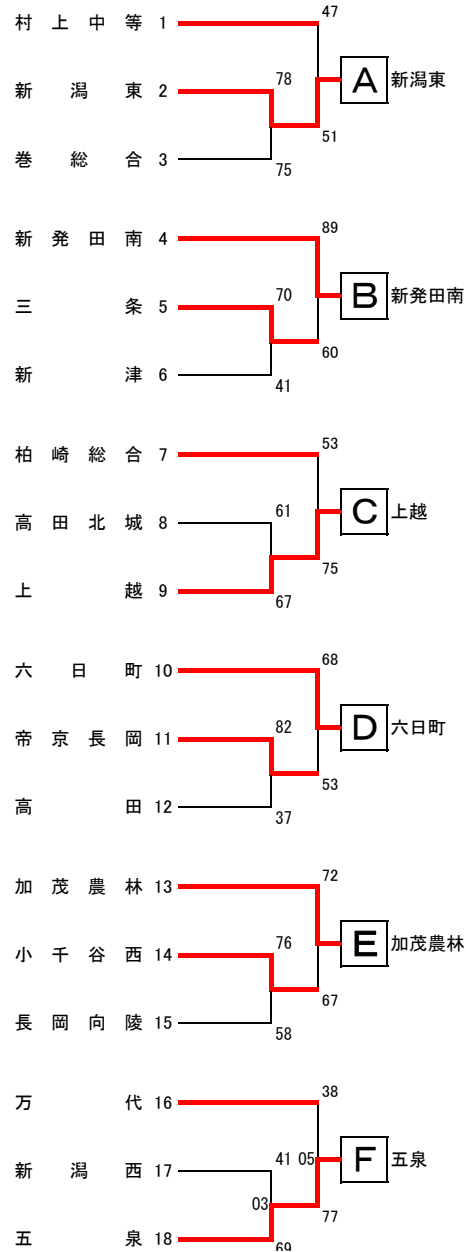 47
村上中等 1
78
A 新潟東
新潟東 2
51
巻総合 3
75
89
新発田南 4
70
B 新発田南
三条 5
60
新津 6
41
53
柏崎総合 7
61
C 上越
高田北城 8
75
上越 9
67
68
六日町 10
82
D 六日町
帝京長岡 11
53
高田 12
37
72
加茂農林 13
76
E 加茂農林
小千谷西 14
67
長岡向陵 15
58
38
万代 16
41 05
F 五泉
新潟西 17
03
77
五泉 18
69